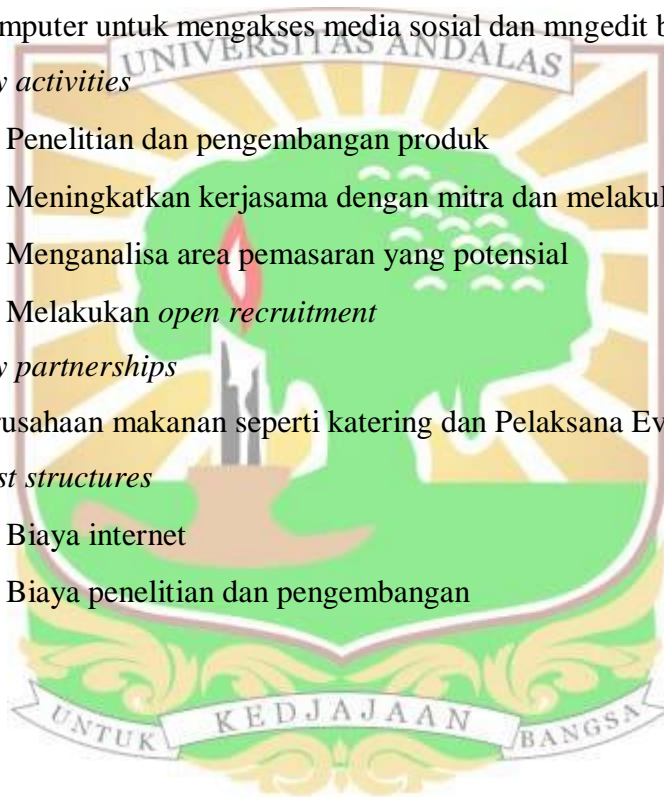 mputer untuk mengakses media sosial dan mngedit b
UNIVERSITAS ANDALAS
y activities
Penelitian dan pengembangan produk
Meningkatkan kerjasama dengan mitra dan melakul
Menganalisa area pemasaran yang potensial
Melakukan open recruitment
y partnerships
rusahaan makanan seperti katering dan Pelaksana Ev
st structures
Biaya internet
Biaya penelitian dan pengembangan
UNTUK KEDJAJAAN BANGSA